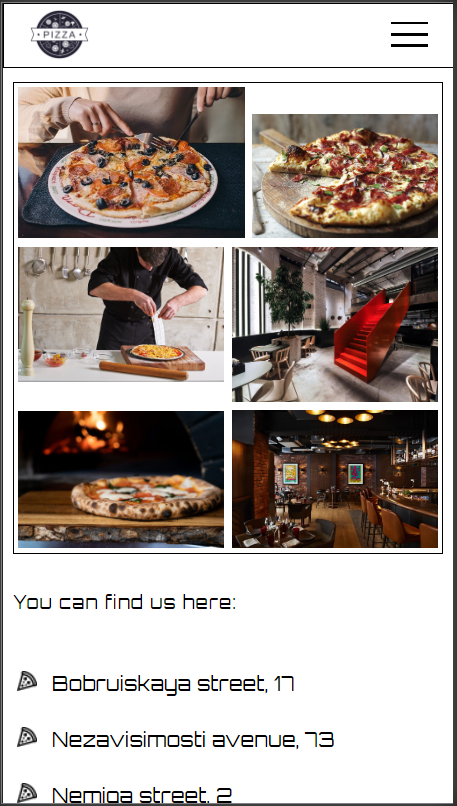 PIZZA
You can find us here:
Bobruiskaya street, 17
Nezavisimosti avenue, 73
Nemiga street, 2